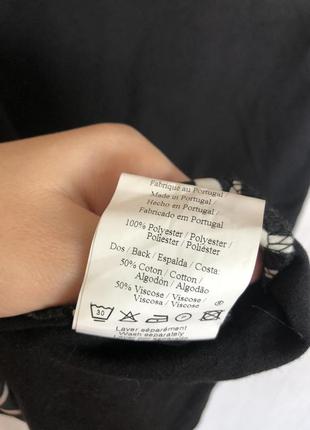 Fabriqué au Portugal /
Made in Portugal /
Hecho en Portugal /
Fabricado em Portugal
100% Polyester / Polyester /
Poliester / Poliéster
Dos / Back / Espalda / Costa:
50% Coton / Cotton /
Algodón / Algodão
50% Viscose / Viscose /
Viscosa / Viscose
30
Laver séparément
Wash separately